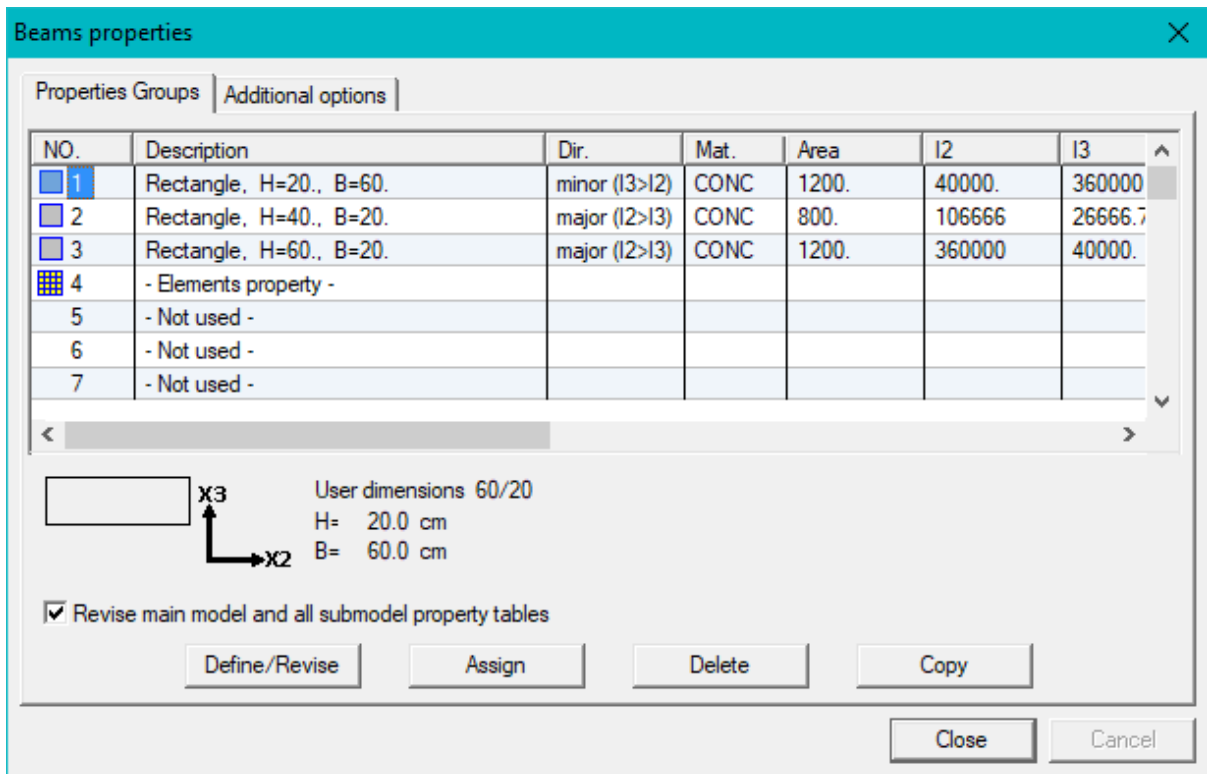 Beams properties
Properties Groups Additional options
NO. Description Dir. Mat. Area I2 I3
1 Rectangle, H=20., B=60. minor (I3>I2) CONC 1200. 40000. 360000
2 Rectangle, H=40., B=20. major (I2>I3) CONC 800. 106666 26666.7
3 Rectangle, H=60., B=20. major (I2>I3) CONC 1200. 360000 40000.
4 - Elements property -
5 - Not used -
6 - Not used -
7 - Not used -
X3 User dimensions 60/20
H= 20.0 cm
X2 B= 60.0 cm
Revise main model and all submodel property tables
Define/Revise Assign Delete Copy
Close Cancel